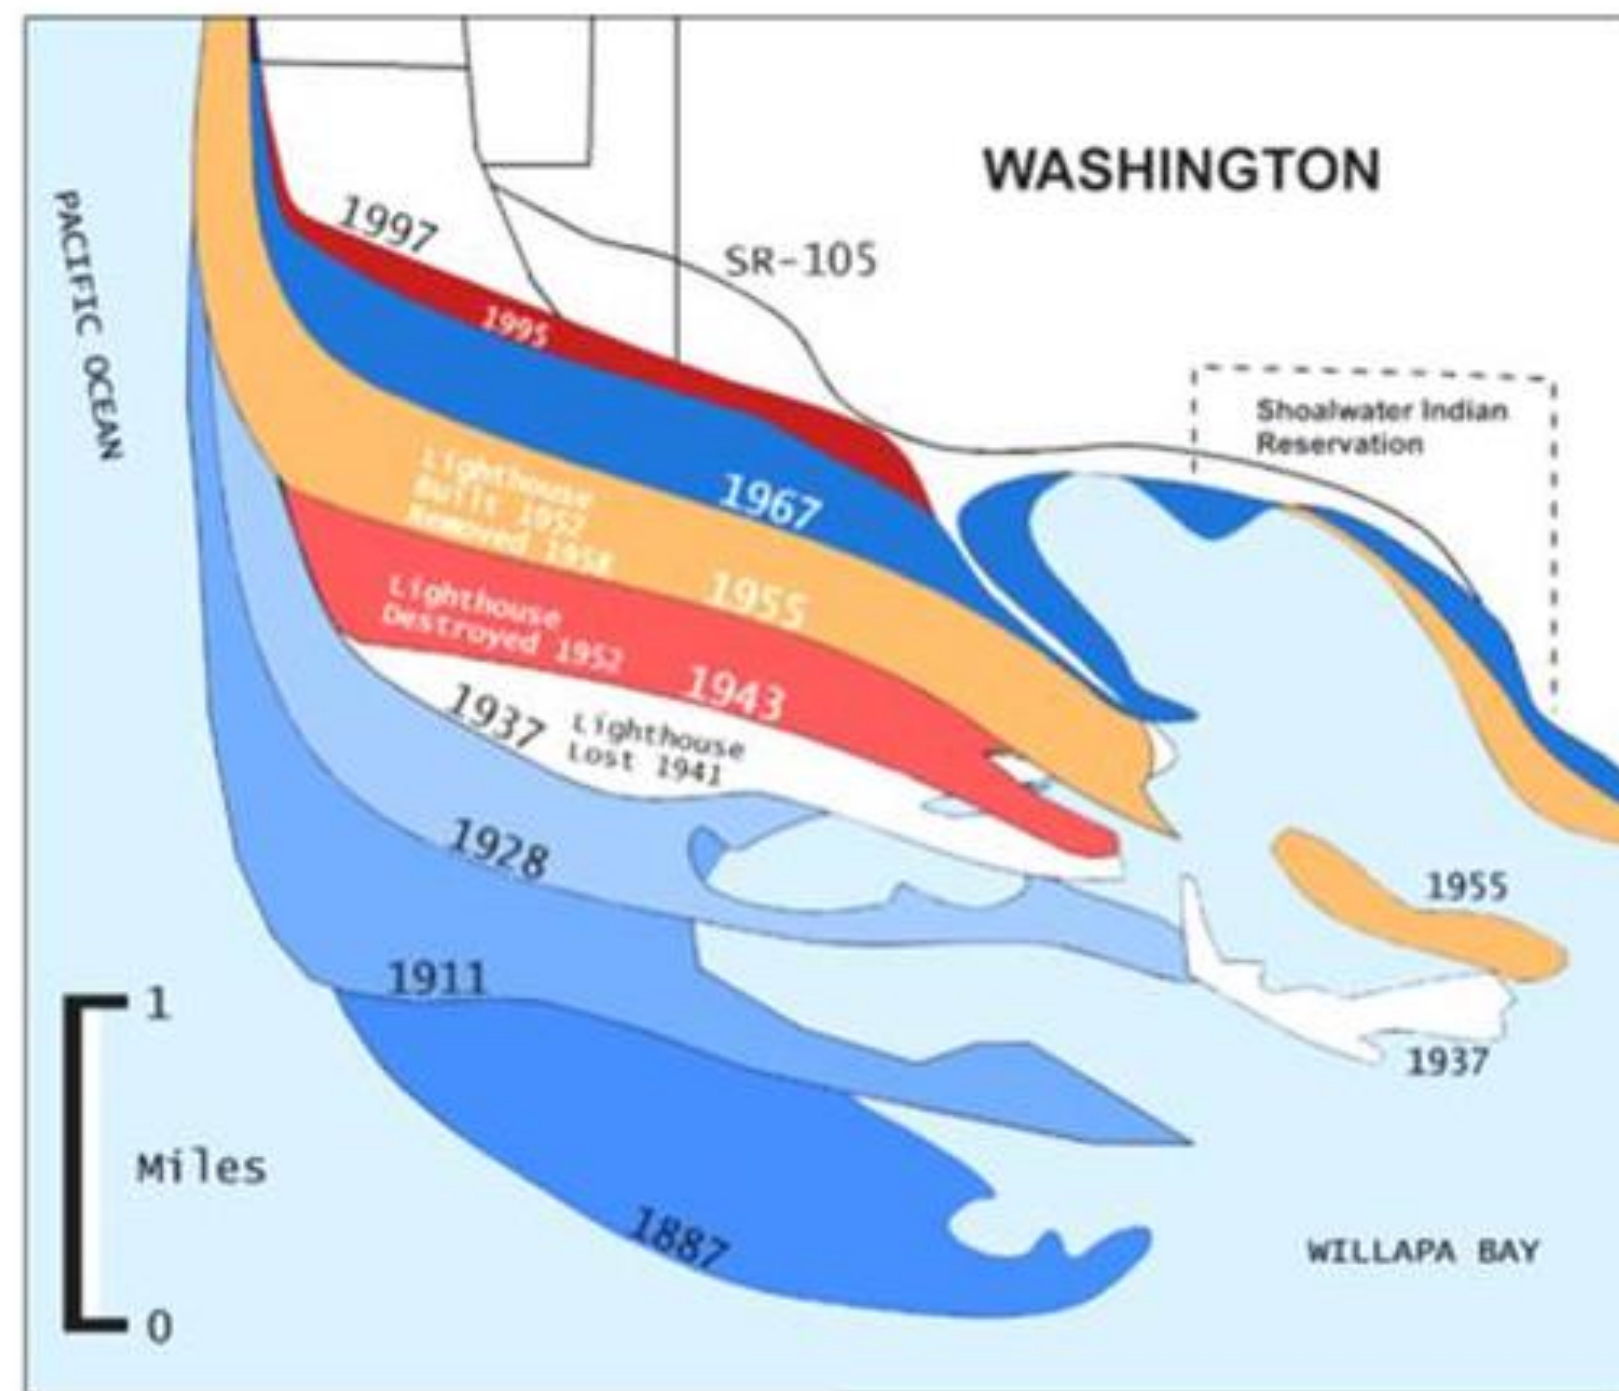 WASHINGTON
PACIFIC OCEAN
1997
SR-105
1995
Shoalwater Indian
Reservation
1967
Lighthouse
Built 1952
Removed 1958
1955
Lighthouse
Destroyed 1952
1943
1937
Lighthouse
Lost 1941
1928
1955
1911
1
1937
Miles
1887
WILLAPA BAY
0